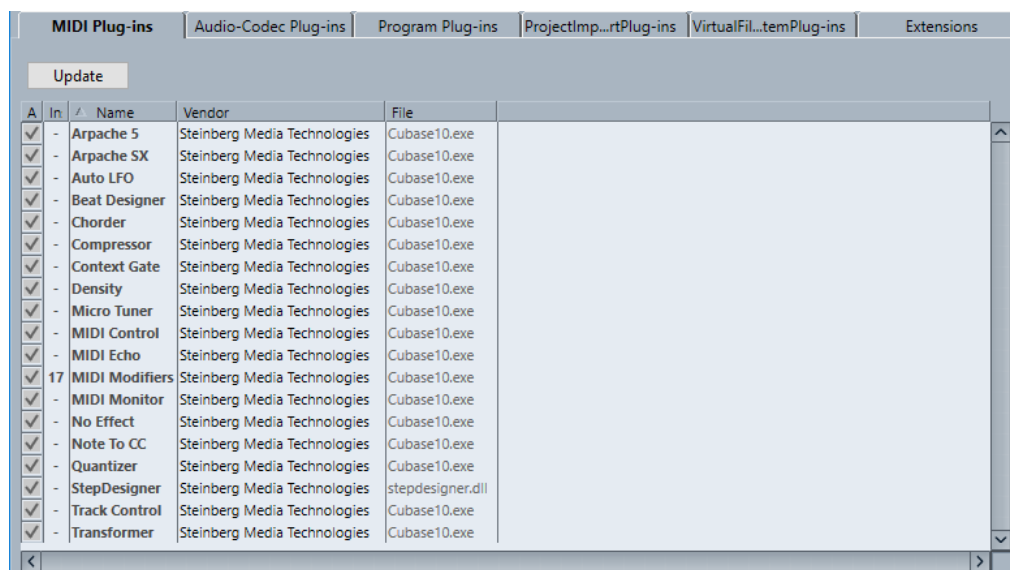 MIDI Plug-ins Audio-Codec Plug-ins Program Plug-ins ProjectImp...rtPlug-ins VirtualFil...temPlug-ins Extensions
Update
A In Name Vendor File
- Arpache 5 Steinberg Media Technologies Cubase10.exe
- Arpache SX Steinberg Media Technologies Cubase10.exe
- Auto LFO Steinberg Media Technologies Cubase10.exe
- Beat Designer Steinberg Media Technologies Cubase10.exe
- Chorder Steinberg Media Technologies Cubase10.exe
- Compressor Steinberg Media Technologies Cubase10.exe
- Context Gate Steinberg Media Technologies Cubase10.exe
- Density Steinberg Media Technologies Cubase10.exe
- Micro Tuner Steinberg Media Technologies Cubase10.exe
- MIDI Control Steinberg Media Technologies Cubase10.exe
- MIDI Echo Steinberg Media Technologies Cubase10.exe
17 MIDI Modifiers Steinberg Media Technologies Cubase10.exe
- MIDI Monitor Steinberg Media Technologies Cubase10.exe
- No Effect Steinberg Media Technologies Cubase10.exe
- Note To CC Steinberg Media Technologies Cubase10.exe
- Quantizer Steinberg Media Technologies Cubase10.exe
- StepDesigner Steinberg Media Technologies stepdesigner.dll
- Track Control Steinberg Media Technologies Cubase10.exe
- Transformer Steinberg Media Technologies Cubase10.exe